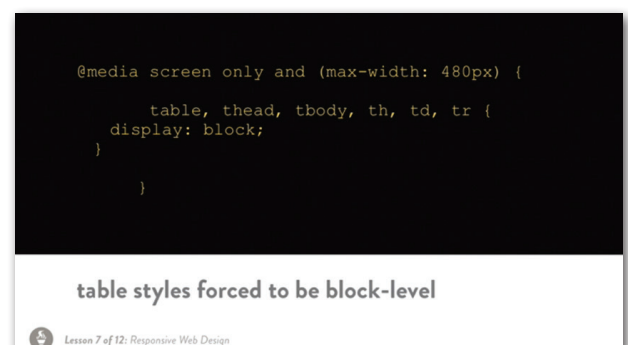 @media screen only and (max-width: 480px) {
table, thead, tbody, th, td, tr {
display: block;
}
}
table styles forced to be block-level
Lesson 7 of 12: Responsive Web Design